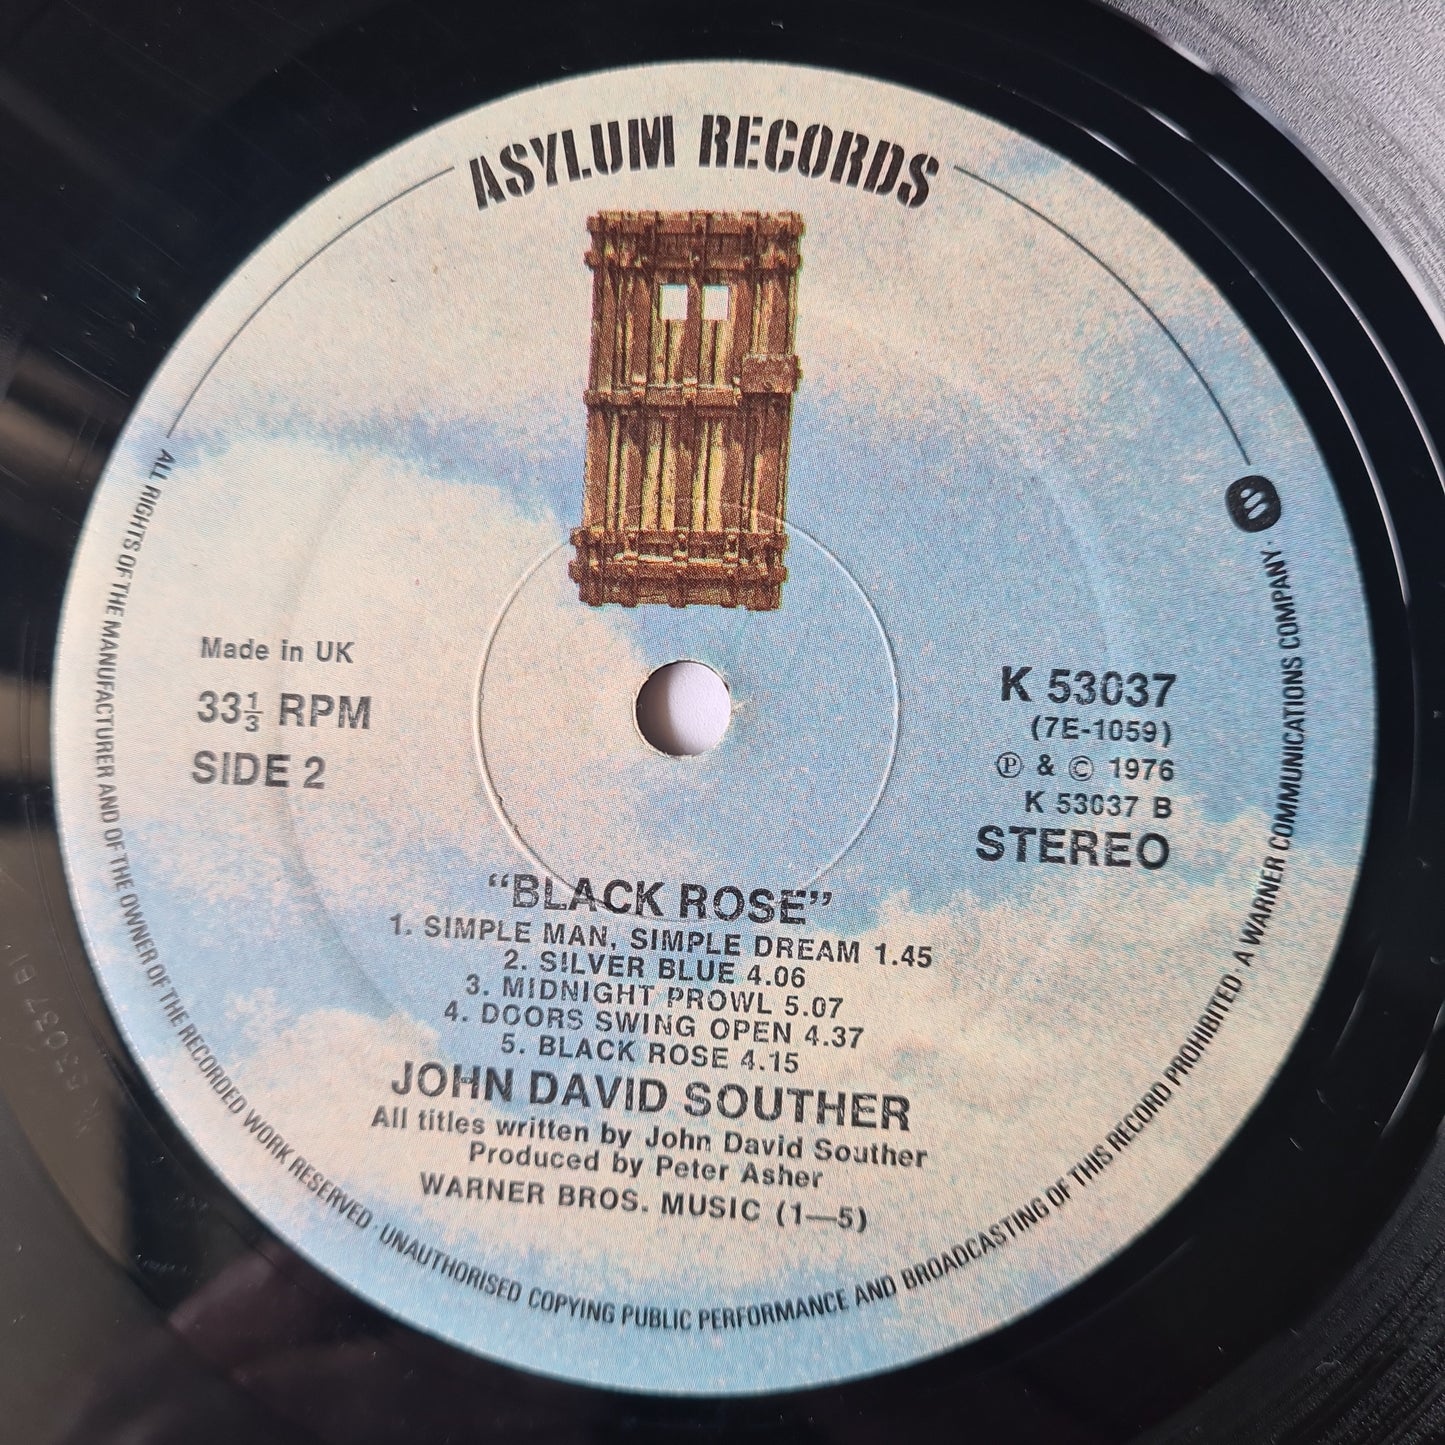 ASYLUM RECORDS
Made in UK
33⅓ RPM
SIDE 2
K 53037
(7E-1059)
℗ & © 1976
K 53037 B
STEREO
“BLACK ROSE”
1. SIMPLE MAN, SIMPLE DREAM 1.45
2. SILVER BLUE 4.06
3. MIDNIGHT PROWL 5.07
4. DOORS SWING OPEN 4.37
5. BLACK ROSE 4.15
JOHN DAVID SOUTHER
All titles written by John David Souther
Produced by Peter Asher
WARNER BROS. MUSIC (1—5)
ALL RIGHTS OF THE MANUFACTURER AND OF THE OWNER OF THE RECORDED WORK RESERVED · UNAUTHORISED COPYING PUBLIC PERFORMANCE AND BROADCASTING OF THIS RECORD PROHIBITED · A WARNER COMMUNICATIONS COMPANY ·